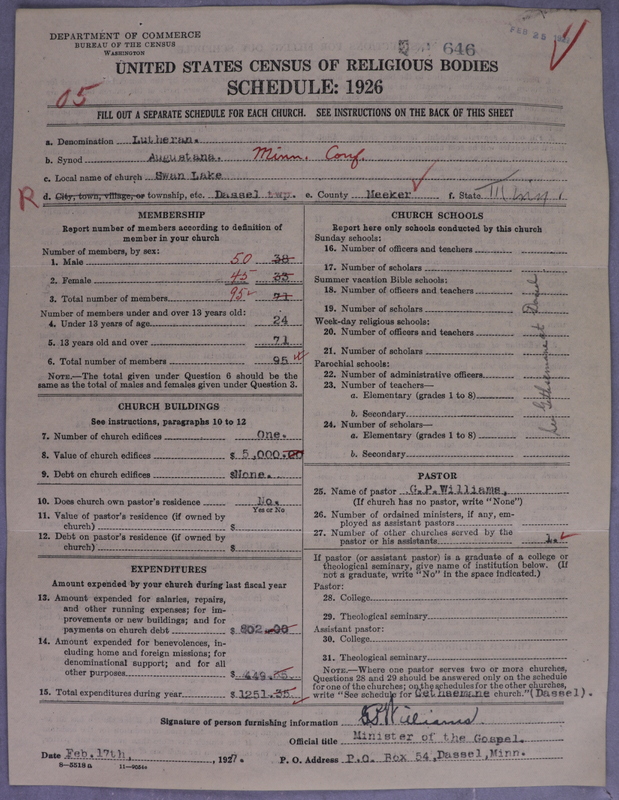 DEPARTMENT OF COMMERCE
BUREAU OF THE CENSUS
WASHINGTON
646
FEB 25
UNITED STATES CENSUS OF RELIGIOUS BODIES
SCHEDULE: 1926
05
FILL OUT A SEPARATE SCHEDULE FOR EACH CHURCH. SEE INSTRUCTIONS ON THE BACK OF THIS SHEET
a. Denomination Lutheran.
b. Synod Augustana. Minn. Conf.
c. Local name of church Swan Lake
R d. City, town, village, or township, etc. Dassel twp. e. County Meeker f. State Minn.
MEMBERSHIP
Report number of members according to definition of
member in your church
Number of members, by sex:
1. Male 50 38
2. Female 45 33
3. Total number of members 95 71
Number of members under and over 13 years old:
4. Under 13 years of age 24
5. 13 years old and over 71
6. Total number of members 95
NOTE.—The total given under Question 6 should be the
same as the total of males and females given under Question 3.
CHURCH BUILDINGS
See instructions, paragraphs 10 to 12
7. Number of church edifices One.
8. Value of church edifices $ 5,000.00
9. Debt on church edifices $None.
10. Does church own pastor's residence No.
Yes or No
11. Value of pastor's residence (if owned by
church) $
12. Debt on pastor's residence (if owned by
church) $
EXPENDITURES
Amount expended by your church during last fiscal year
13. Amount expended for salaries, repairs,
and other running expenses; for im-
provements or new buildings; and for
payments on church debt $ 802.00
14. Amount expended for benevolences, in-
cluding home and foreign missions; for
denominational support; and for all
other purposes $ 449.35
15. Total expenditures during year $ 1251.35
CHURCH SCHOOLS
Report here only schools conducted by this church
Sunday schools:
16. Number of officers and teachers
17. Number of scholars
Summer vacation Bible schools:
18. Number of officers and teachers
19. Number of scholars
Week-day religious schools:
20. Number of officers and teachers
21. Number of scholars
Parochial schools:
22. Number of administrative officers
23. Number of teachers—
a. Elementary (grades 1 to 8)
b. Secondary
24. Number of scholars—
a. Elementary (grades 1 to 8)
b. Secondary
Gethsemane at Dassel
PASTOR
25. Name of pastor C.P.Williams,
(If church has no pastor, write "None")
26. Number of ordained ministers, if any, em-
ployed as assistant pastors
27. Number of other churches served by the
pastor or his assistants 1.
If pastor (or assistant pastor) is a graduate of a college or
theological seminary, give name of institution below. (If
not a graduate, write "No" in the space indicated.)
Pastor:
28. College
29. Theological seminary
Assistant pastor:
30. College
31. Theological seminary
NOTE.—Where one pastor serves two or more churches,
Questions 28 and 29 should be answered only on the schedule
for one of the churches; on the schedules for the other churches,
write "See schedule for Gethsemane church." (Dassel).
Signature of person furnishing information C.P. Williams
Official title Minister of the Gospel.
Date Feb.17th, 1927. P. O. Address P.O. Box 54, Dassel, Minn.
8—5518 a